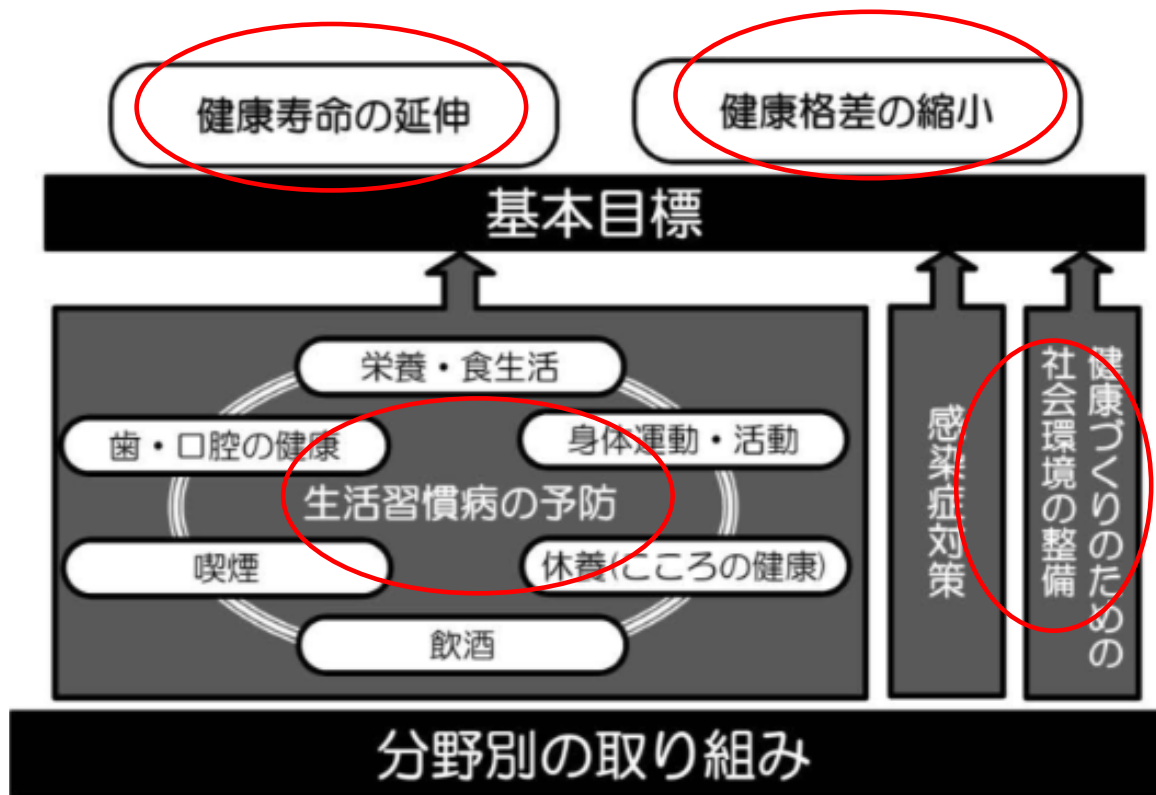 健康寿命の延伸
健康格差の縮小
基本目標
栄養・食生活
歯・口腔の健康
身体運動・活動
生活習慣病の予防
喫煙
休養(こころの健康)
飲酒
感染症対策
健康づくりのための
社会環境の整備
分野別の取り組み